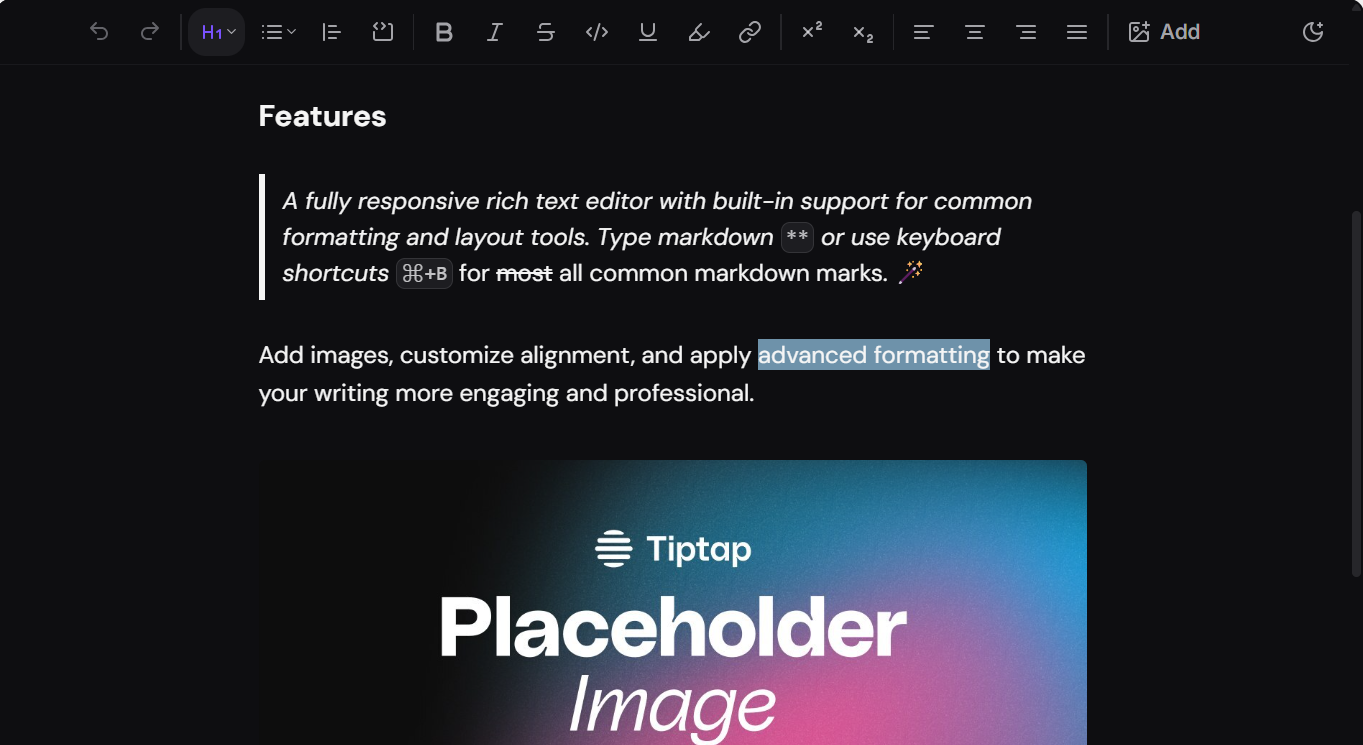 H1
B
I
S
</>
U
x²
x₂
Add
Features
A fully responsive rich text editor with built-in support for common
formatting and layout tools. Type markdown ** or use keyboard
shortcuts ⌘+B for most all common markdown marks. 🪄
Add images, customize alignment, and apply advanced formatting to make
your writing more engaging and professional.
Tiptap
Placeholder
Image